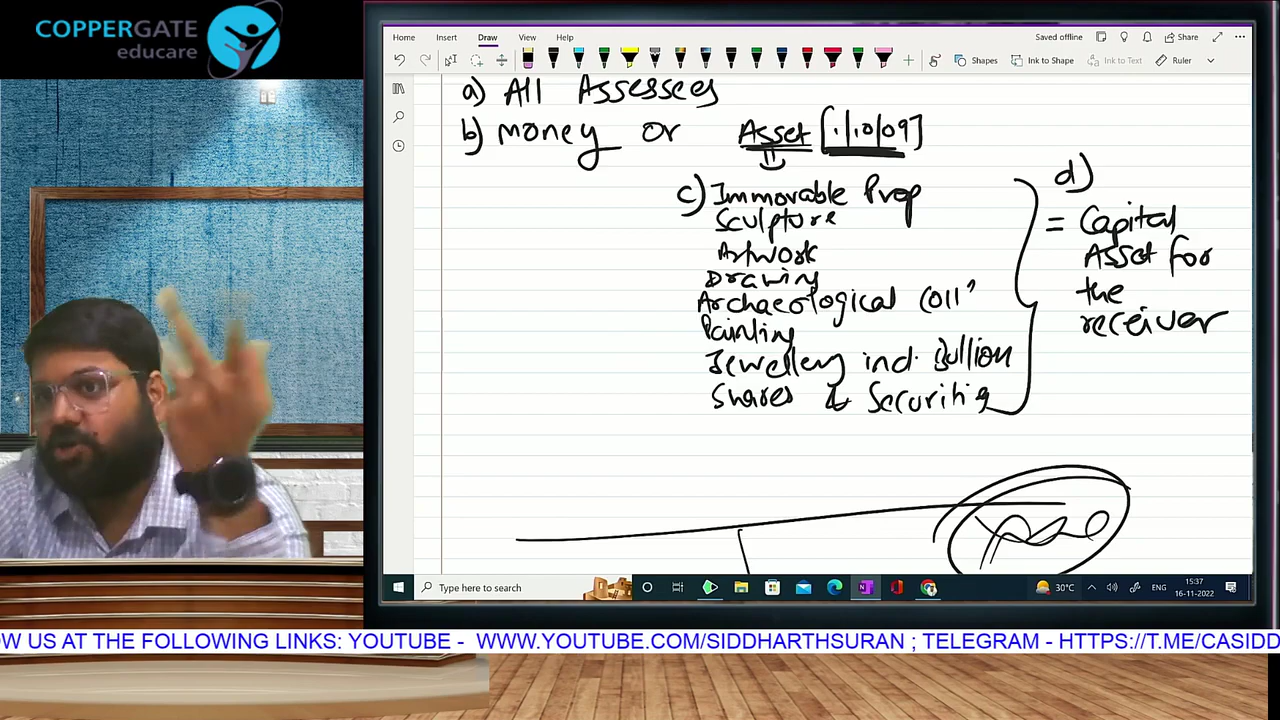 COPPERGATE
educare
Home Insert Draw View Help
Saved offline
Share
Shapes
Ink to Shape
Ink to Text
Ruler
a) All Assessees
b) money or Asset [1/10/09]
c) Immovable Prop
Sculpture
Artwork
Drawing
Archaeological Coll'
Painting
Jewellery incl. Bullion
Shares & Securities
d)
= Capital
Asset for
the
receiver
Type here to search
30°C
ENG
15:37
16-11-2022
OW US AT THE FOLLOWING LINKS: YOUTUBE - WWW.YOUTUBE.COM/SIDDHARTHSURAN ; TELEGRAM - HTTPS://T.ME/CASIDD